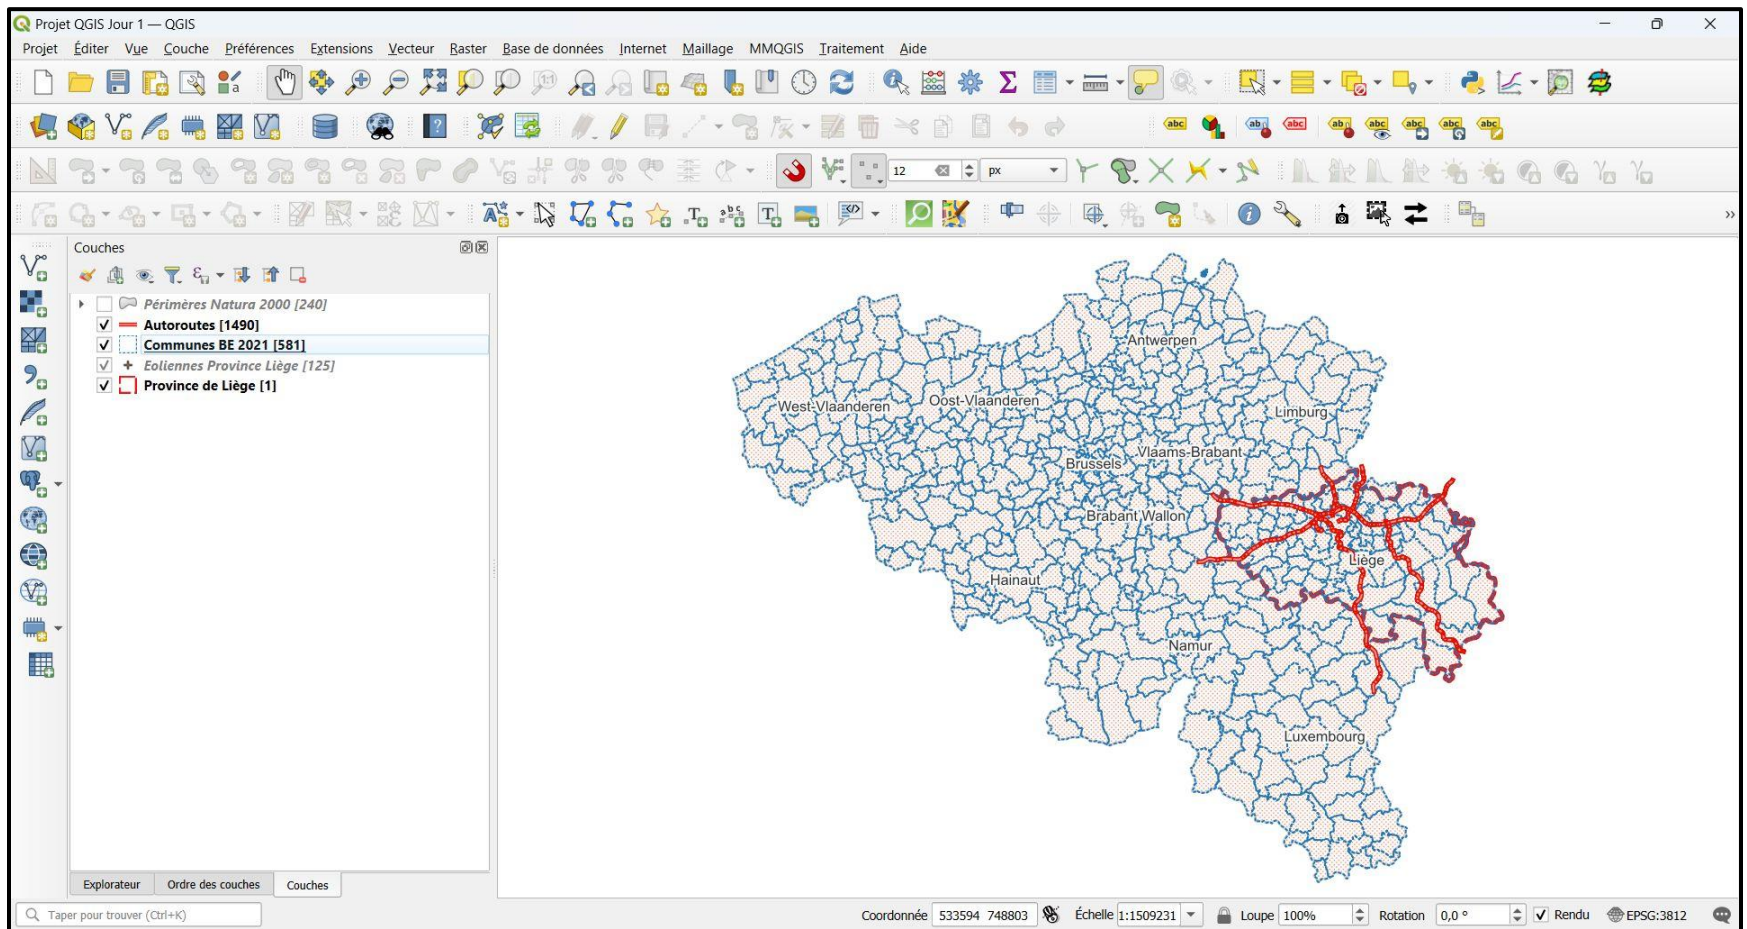 Projet QGIS Jour 1 — QGIS
Projet Éditer Vue Couche Préférences Extensions Vecteur Raster Base de données Internet Maillage MMQGIS Traitement Aide
12 px
Couches
Périmères Natura 2000 [240]
Autoroutes [1490]
Communes BE 2021 [581]
Eoliennes Province Liège [125]
Province de Liège [1]
Antwerpen
West-Vlaanderen
Oost-Vlaanderen
Limburg
Vlaams-Brabant
Brussels
Brabant Wallon
Liège
Hainaut
Namur
Luxembourg
Explorateur Ordre des couches Couches
Taper pour trouver (Ctrl+K) Coordonnée 533594 748803 Échelle 1:1509231 Loupe 100% Rotation 0,0 ° Rendu EPSG:3812